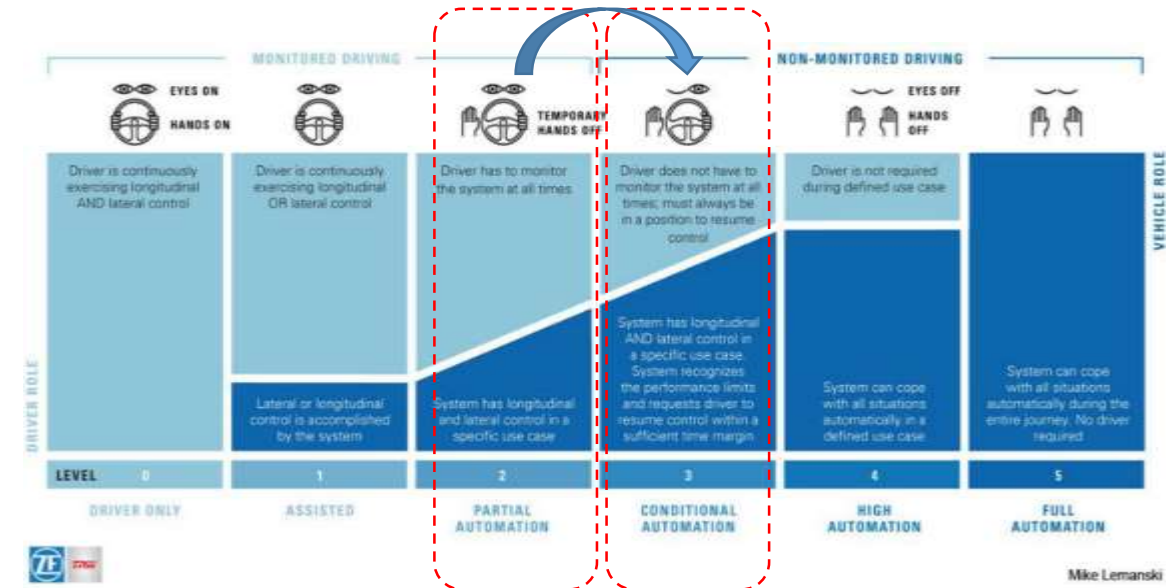 MONITORED DRIVING
NON-MONITORED DRIVING
EYES ON
HANDS ON
TEMPORARY
HANDS OFF
EYES OFF
HANDS
OFF
Driver is continuously
exercising longitudinal
AND lateral control
Driver is continuously
exercising longitudinal
OR lateral control
Driver has to monitor
the system at all times
Driver does not have to
monitor the system at all
times; must always be
in a position to resume
control
Driver is not required
during defined use case
Lateral or longitudinal
control is accomplished
by the system
System has longitudinal
and lateral control in a
specific use case
System has longitudinal
AND lateral control in
a specific use case.
System recognizes
the performance limits
and requests driver to
resume control within a
sufficient time margin
System can cope
with all situations
automatically in a
defined use case
System can cope
with all situations
automatically during the
entire journey. No driver
required
DRIVER ROLE
VEHICLE ROLE
LEVEL 0 1 2 3 4 5
DRIVER ONLY
ASSISTED
PARTIAL
AUTOMATION
CONDITIONAL
AUTOMATION
HIGH
AUTOMATION
FULL
AUTOMATION
ZF
TRW
Mike Lemanski